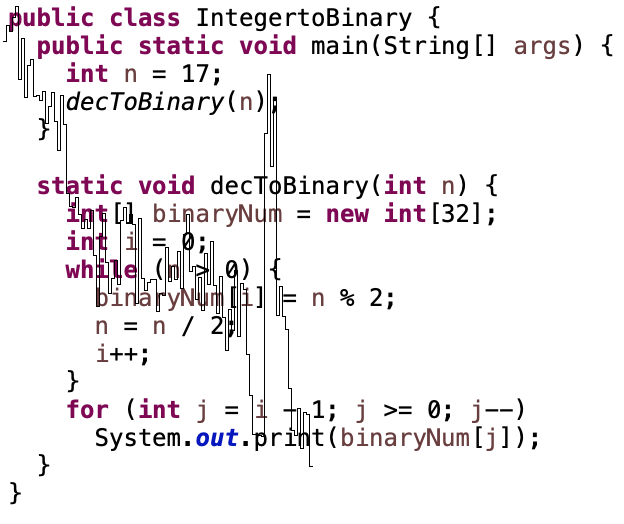 public class IntegertoBinary {
  public static void main(String[] args) {
    int n = 17;
    decToBinary(n);
  }

  static void decToBinary(int n) {
    int[] binaryNum = new int[32];
    int i = 0;
    while (n > 0) {
      binaryNum[i] = n % 2;
      n = n / 2;
      i++;
    }
    for (int j = i - 1; j >= 0; j--)
      System.out.print(binaryNum[j]);
  }
}